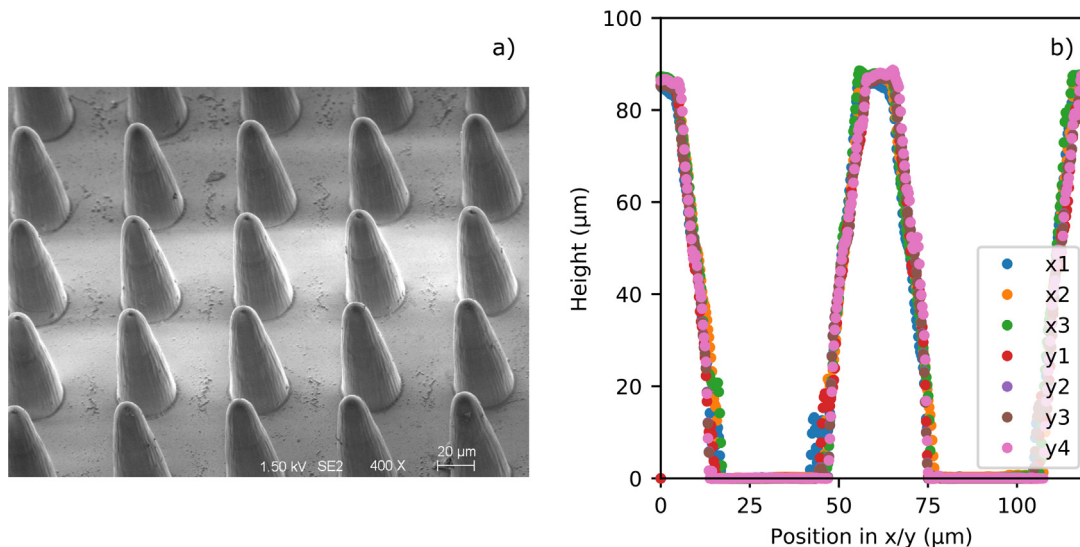 a)
20 µm
1.50 kV SE2 400 X
b)
100
80
60
40
20
0
Height (µm)
0 25 50 75 100
Position in x/y (µm)
x1
x2
x3
y1
y2
y3
y4